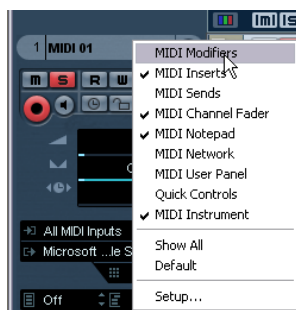 1 MIDI 01
M S R W
All MIDI Inputs
Microsoft ...le S
Off
MIDI Modifiers
MIDI Inserts
MIDI Sends
MIDI Channel Fader
MIDI Notepad
MIDI Network
MIDI User Panel
Quick Controls
MIDI Instrument
Show All
Default
Setup...